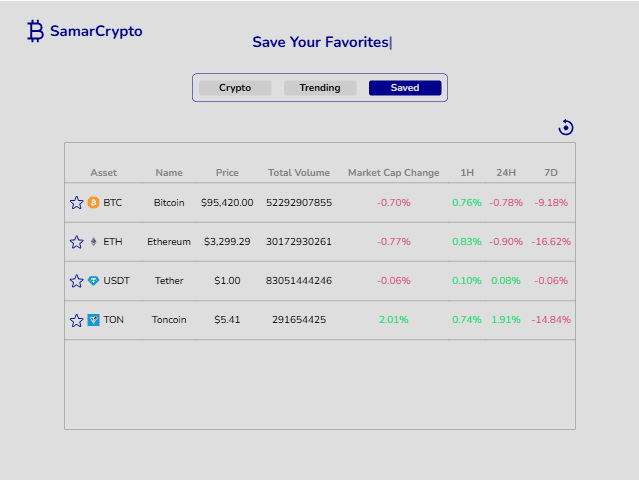 SamarCrypto
Save Your Favorites|
Crypto Trending Saved
Asset Name Price Total Volume Market Cap Change 1H 24H 7D
BTC Bitcoin $95,420.00 52292907855 -0.70% 0.76% -0.78% -9.18%
ETH Ethereum $3,299.29 30172930261 -0.77% 0.83% -0.90% -16.62%
USDT Tether $1.00 83051444246 -0.06% 0.10% 0.08% -0.06%
TON Toncoin $5.41 291654425 2.01% 0.74% 1.91% -14.84%